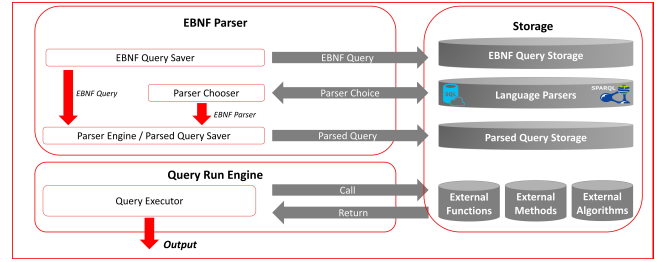 EBNF Parser
Storage
EBNF Query Saver
EBNF Query
EBNF Query Storage
EBNF Query
Parser Chooser
Parser Choice
SQL
Language Parsers
SPARQL
EBNF Parser
Parser Engine / Parsed Query Saver
Parsed Query
Parsed Query Storage
Query Run Engine
Query Executor
Call
Return
External
Functions
External
Methods
External
Algorithms
Output